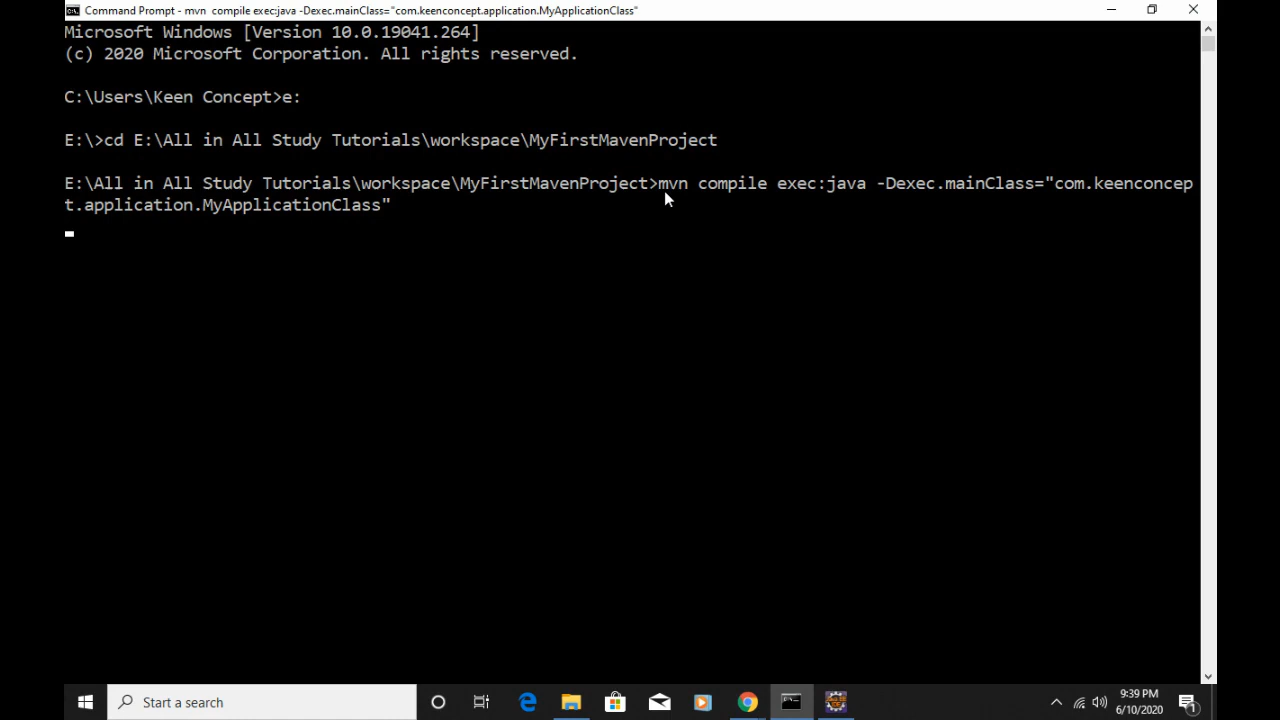 Command Prompt - mvn  compile exec:java -Dexec.mainClass="com.keenconcept.application.MyApplicationClass"
Microsoft Windows [Version 10.0.19041.264]
(c) 2020 Microsoft Corporation. All rights reserved.
C:\Users\Keen Concept>e:
E:\>cd E:\All in All Study Tutorials\workspace\MyFirstMavenProject
E:\All in All Study Tutorials\workspace\MyFirstMavenProject>mvn compile exec:java -Dexec.mainClass="com.keenconcep
t.application.MyApplicationClass"
Start a search
9:39 PM
6/10/2020
1